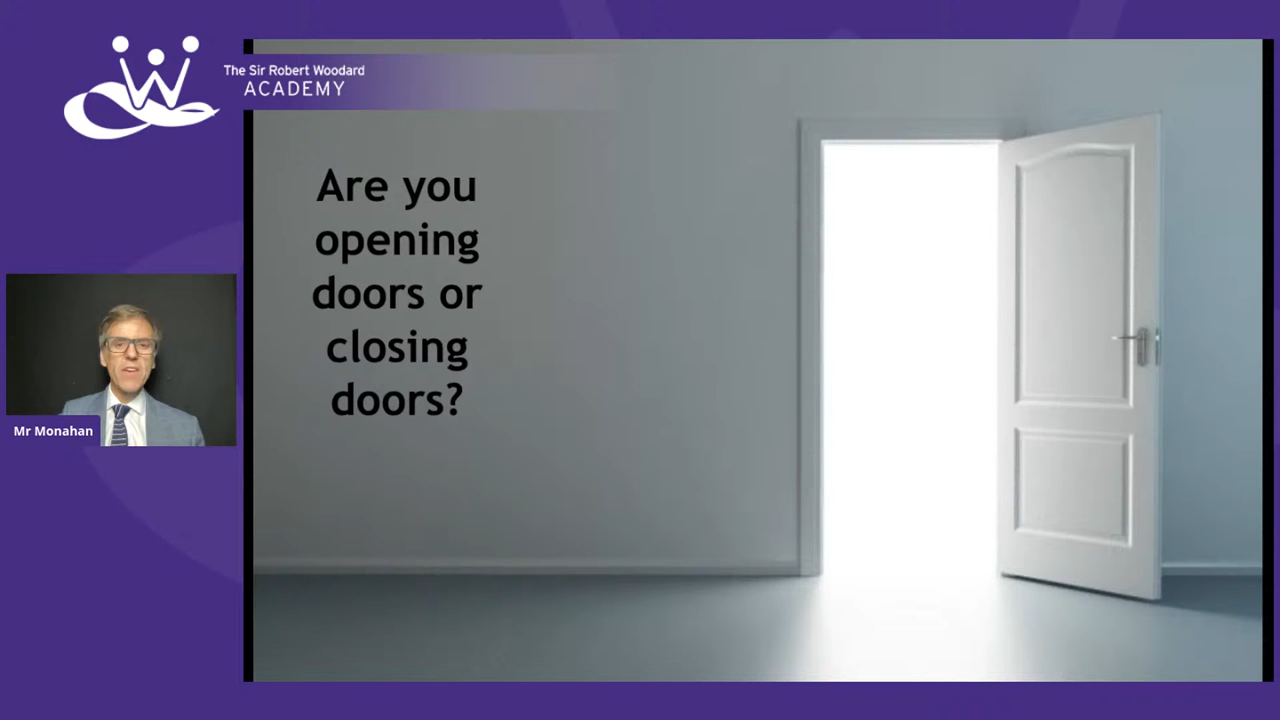 The Sir Robert Woodard
ACADEMY
Are you
opening
doors or
closing
doors?
Mr Monahan